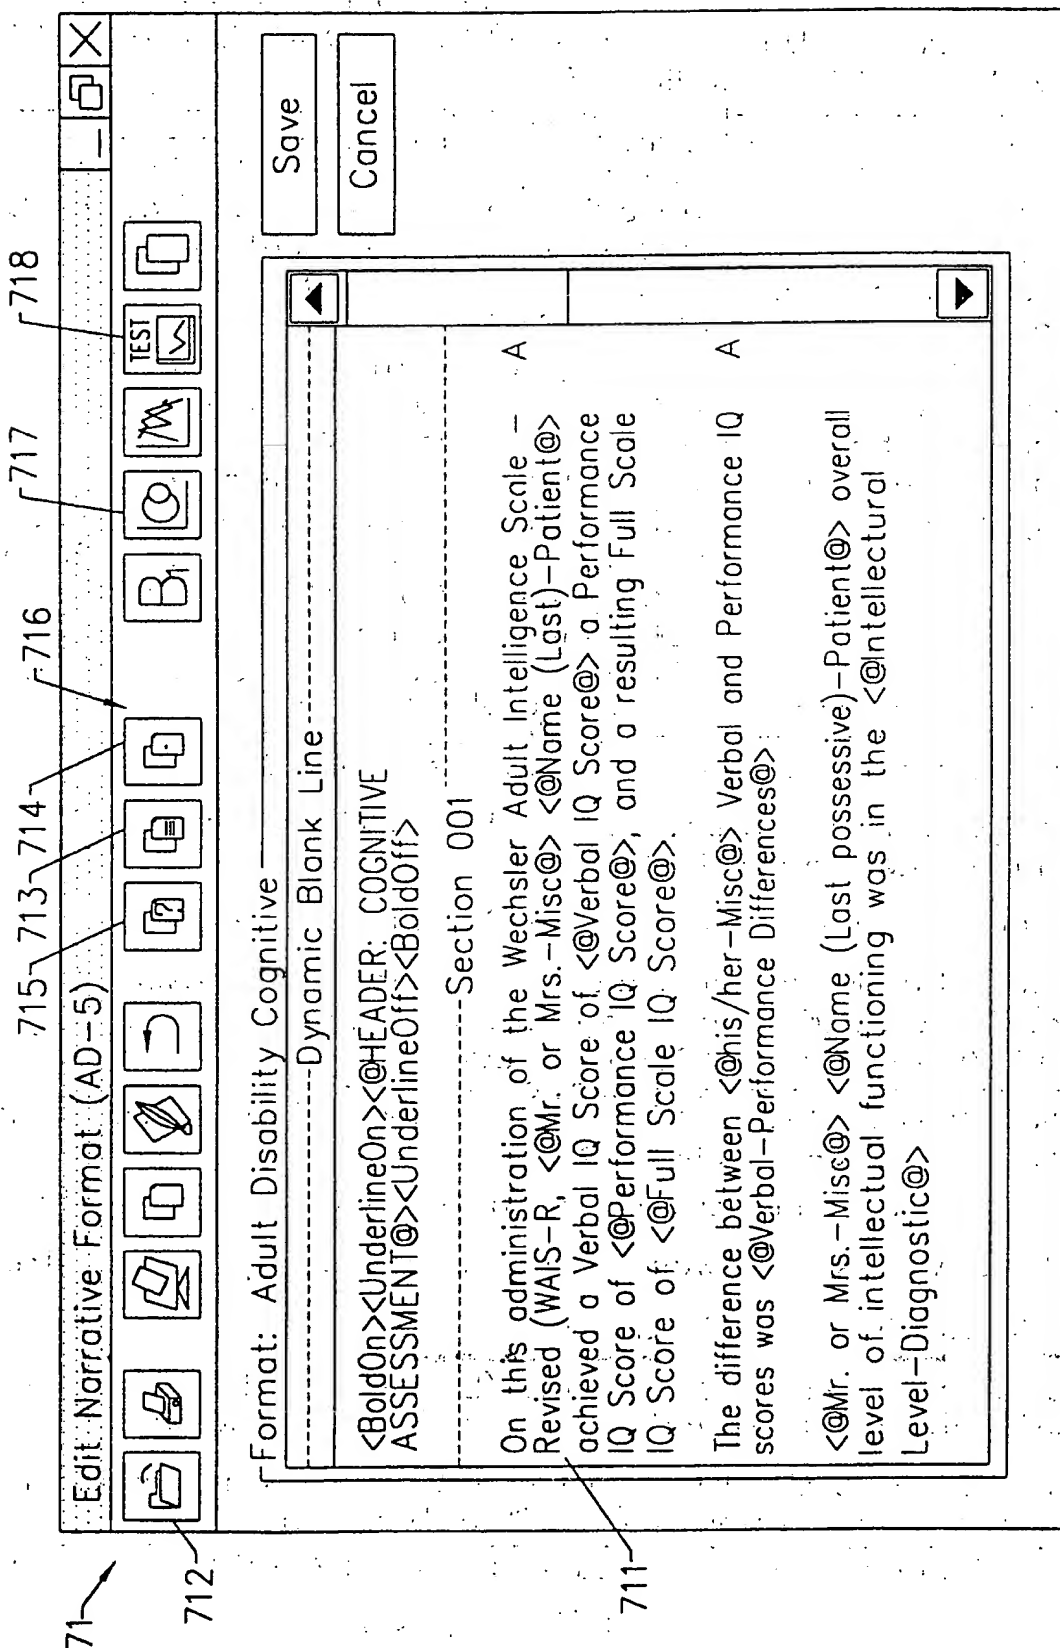 71
Edit Narrative Format (AD-5)
712
715
713
714
716
717
718
B1
TEST
Format: Adult Disability Cognitive
Save
Cancel
Dynamic Blank Line
<BoldOn><UnderlineOn><@HEADER: COGNITIVE
ASSESSMENT@><UnderlineOff><BoldOff>
Section 001
On this administration of the Wechsler Adult Intelligence Scale – A
Revised (WAIS-R, <@Mr. or Mrs.-Misc@> <@Name (Last)-Patient@>
achieved a Verbal IQ Score of <@Verbal IQ Score@> a Performance
IQ Score of <@Performance IQ Score@>, and a resulting Full Scale
IQ Score of <@Full Scale IQ Score@>.
The difference between <@his/her-Misc@> Verbal and Performance IQ A
scores was <@Verbal-Performance Differences@>
<@Mr. or Mrs.-Misc@> <@Name (Last possessive)-Patient@> overall
level of intellectual functioning was in the <@Intellectural
Level-Diagnostic@>
711